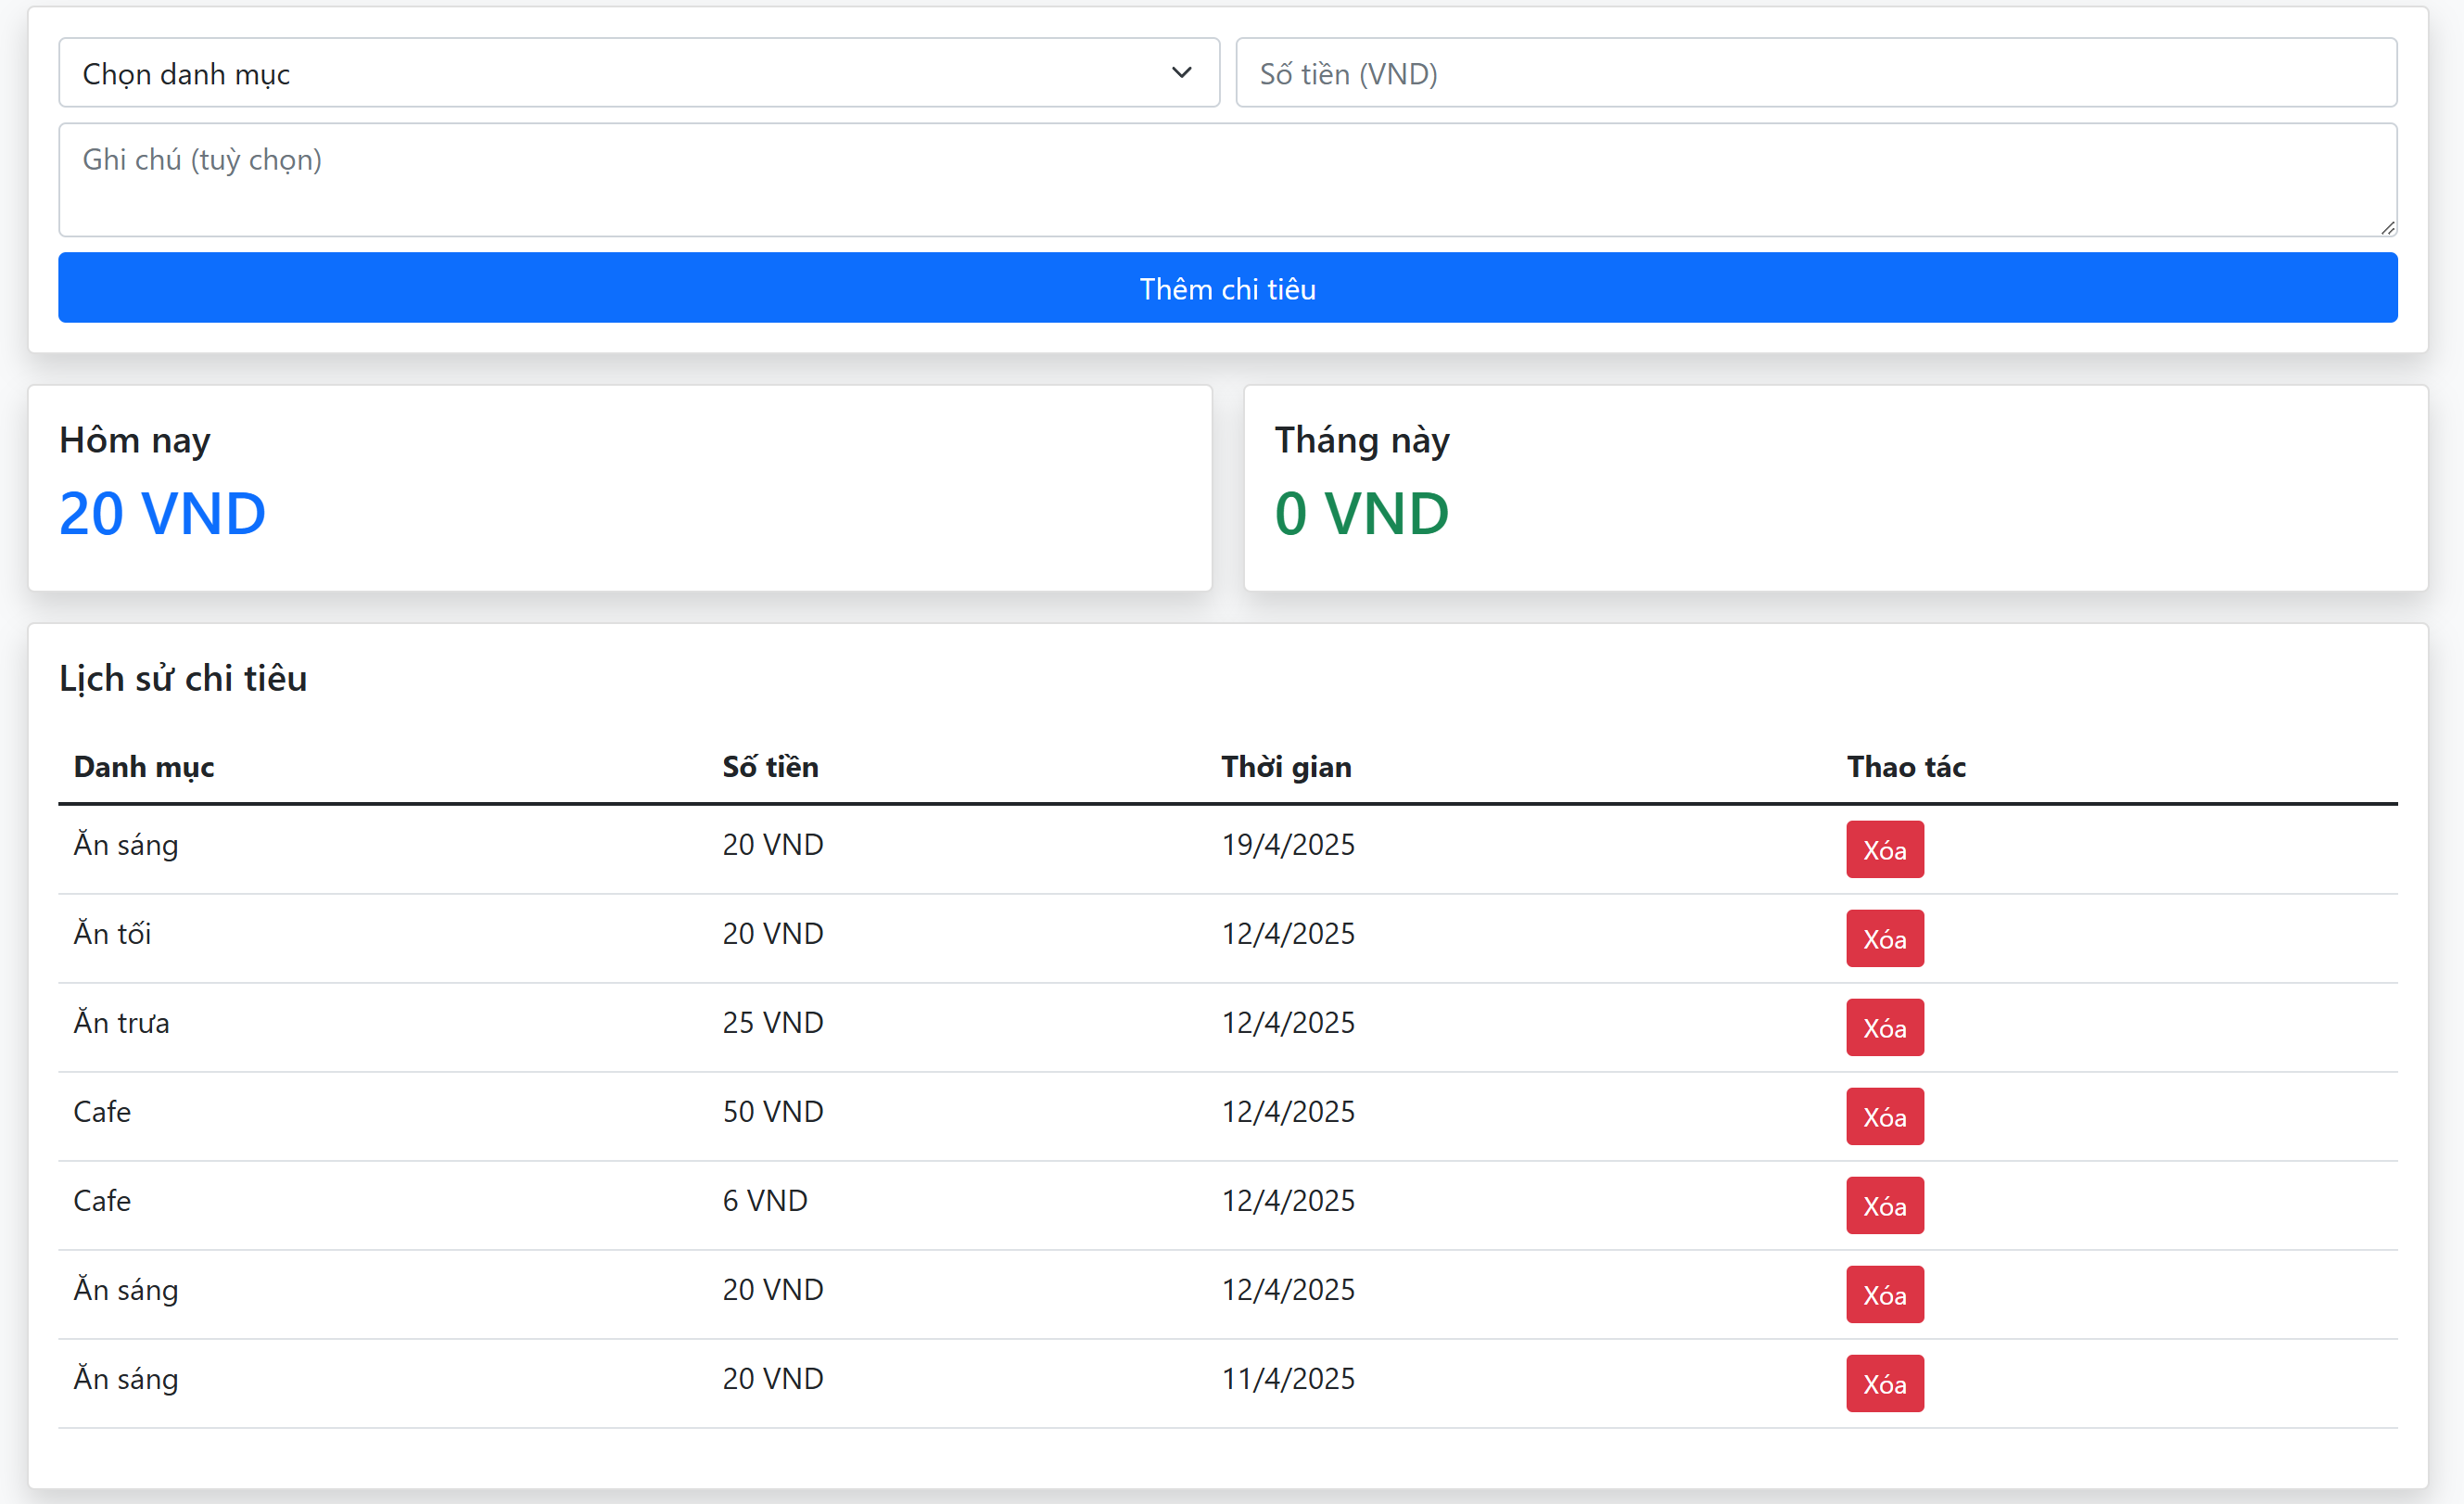 Chọn danh mục
Số tiền (VND)
Ghi chú (tuỳ chọn)
Thêm chi tiêu
Hôm nay
20 VND
Tháng này
0 VND
Lịch sử chi tiêu
Danh mục Số tiền Thời gian Thao tác
Ăn sáng 20 VND 19/4/2025 Xóa
Ăn tối 20 VND 12/4/2025 Xóa
Ăn trưa 25 VND 12/4/2025 Xóa
Cafe 50 VND 12/4/2025 Xóa
Cafe 6 VND 12/4/2025 Xóa
Ăn sáng 20 VND 12/4/2025 Xóa
Ăn sáng 20 VND 11/4/2025 Xóa